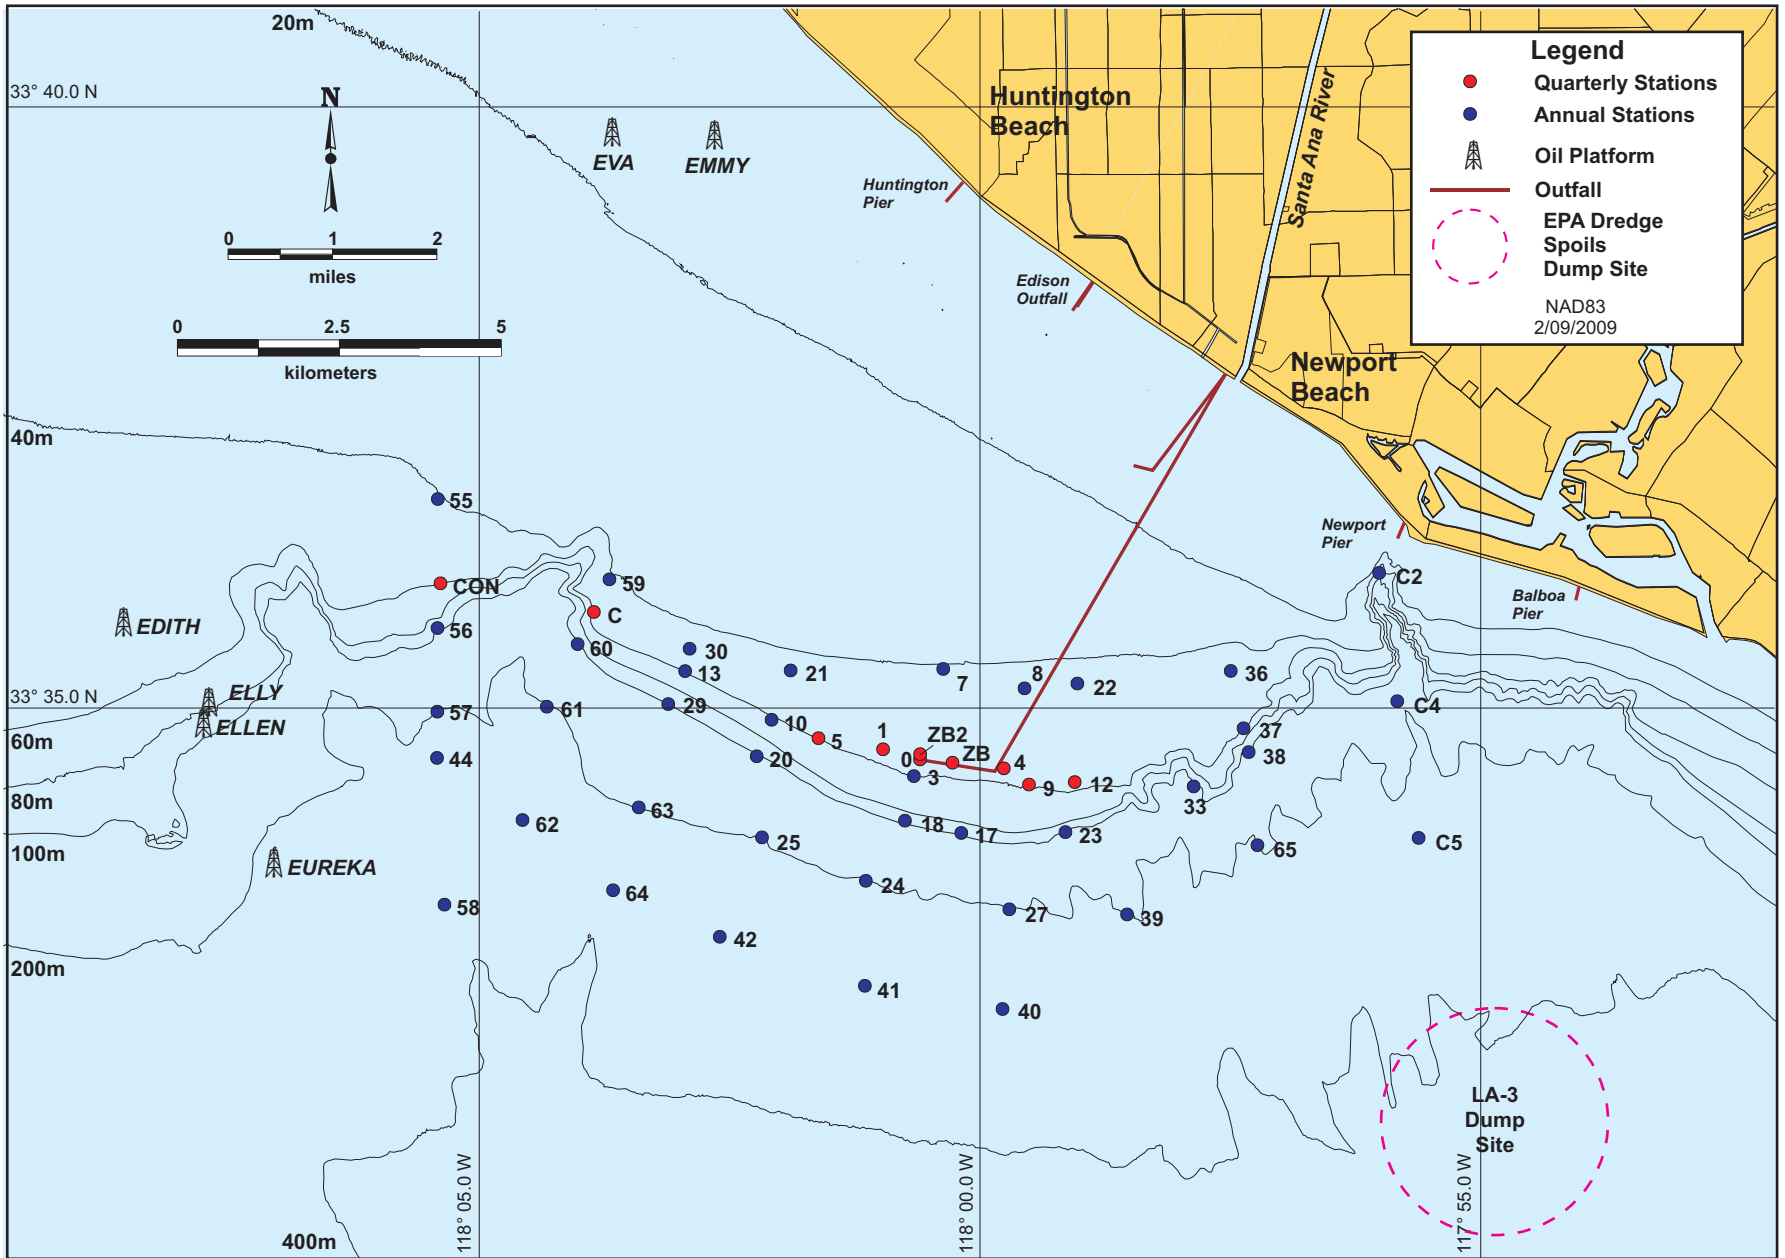 20m
33° 40.0 N
N
EVA
EMMY
Huntington
Beach
Huntington
Pier
Santa Ana River
Legend
Quarterly Stations
Annual Stations
Oil Platform
Outfall
EPA Dredge
Spoils
Dump Site
NAD83
2/09/2009
0 1 2
miles
0 2.5 5
kilometers
Edison
Outfall
Newport
Beach
40m
55
Newport
Pier
Balboa
Pier
CON
59
C
C2
EDITH
56
60
30
13
21
7
8
22
36
33° 35.0 N
ELLY
ELLEN
57
61
29
10
5
1
ZB2
0
ZB
3
4
9
12
37
38
C4
60m
44
20
33
80m
62
63
25
18
17
23
65
C5
100m
EUREKA
58
64
24
27
39
42
200m
41
40
LA-3
Dump
Site
400m
118° 05.0 W
118° 00.0 W
117° 55.0 W